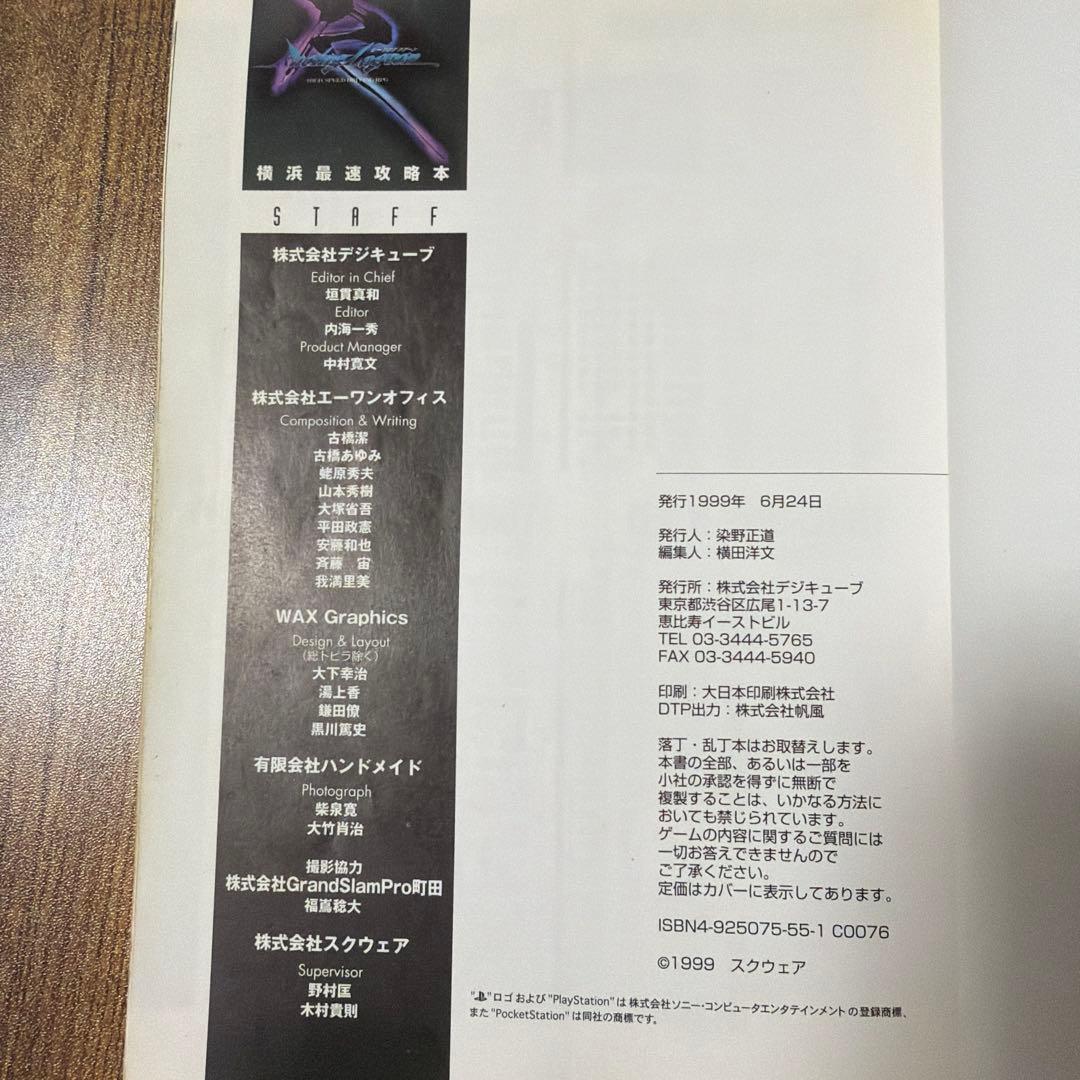 Racing Lagoon
HIGH SPEED DRIVING RPG
横浜最速攻略本
STAFF
株式会社デジキューブ
Editor in Chief
垣貫真和
Editor
内海一秀
Product Manager
中村寛文
株式会社エーワンオフィス
Composition & Writing
古橋潔
古橋あゆみ
蛯原秀夫
山本秀樹
大塚省吾
平田政憲
安藤和也
斉藤 宙
我満里美
WAX Graphics
Design & Layout
(総トビラ除く)
大下幸治
湯上香
鎌田僚
黒川篤史
有限会社ハンドメイド
Photograph
柴泉寛
大竹肖治
撮影協力
株式会社GrandSlamPro町田
福嶌稔大
株式会社スクウェア
Supervisor
野村匡
木村貴則
発行1999年 6月24日
発行人：染野正道
編集人：横田洋文
発行所：株式会社デジキューブ
東京都渋谷区広尾1-13-7
恵比寿イーストビル
TEL 03-3444-5765
FAX 03-3444-5940
印刷：大日本印刷株式会社
DTP出力：株式会社帆風
落丁・乱丁本はお取替えします。
本書の全部、あるいは一部を
小社の承認を得ずに無断で
複製することは、いかなる方法に
おいても禁じられています。
ゲームの内容に関するご質問には
一切お答えできませんので
ご了承ください。
定価はカバーに表示してあります。
ISBN4-925075-55-1 C0076
©1999 スクウェア
"PS"ロゴ および "PlayStation" は 株式会社ソニー・コンピュータエンタテインメント の 登録商標、
また "PocketStation" は同社の商標です。